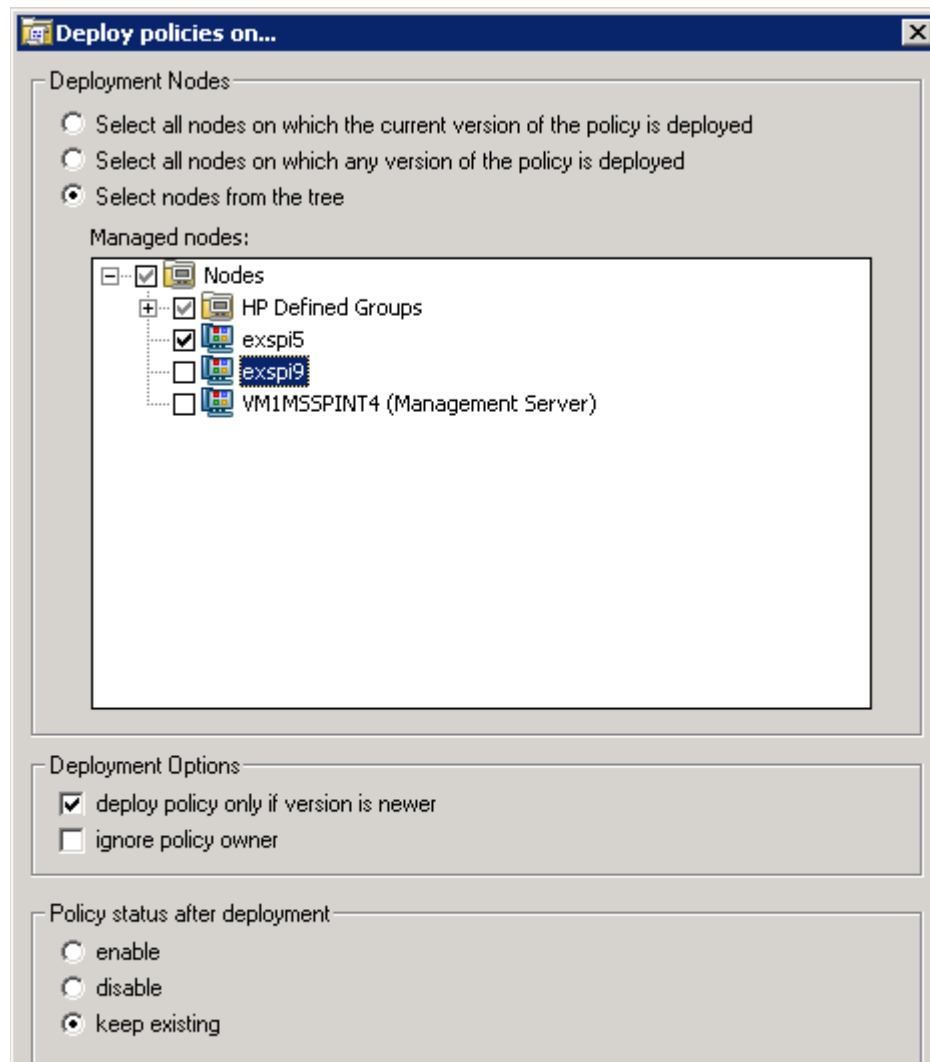 Deploy policies on...
Deployment Nodes
Select all nodes on which the current version of the policy is deployed
Select all nodes on which any version of the policy is deployed
Select nodes from the tree
Managed nodes:
Nodes
HP Defined Groups
exspi5
exspi9
VM1MSSPINT4 (Management Server)
Deployment Options
deploy policy only if version is newer
ignore policy owner
Policy status after deployment
enable
disable
keep existing